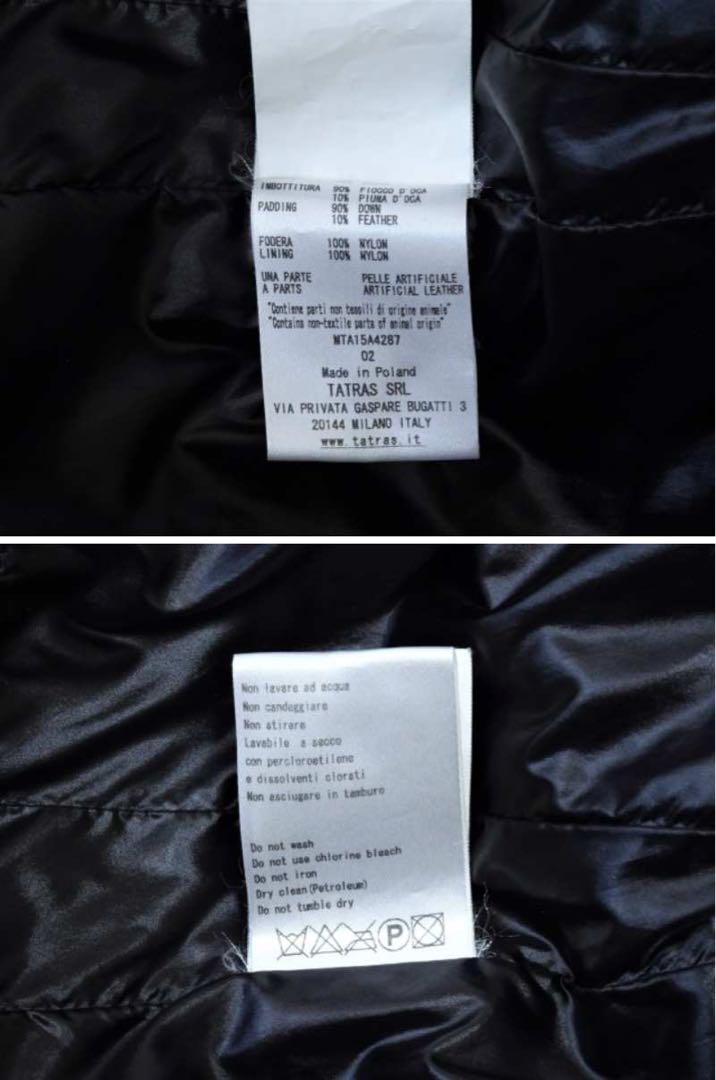 IMBOTTITURA 90% FIOCCO D'OCA
10% PIUMA D'OCA
PADDING 90% DOWN
10% FEATHER
FODERA 100% NYLON
LINING 100% NYLON
UNA PARTE PELLE ARTIFICIALE
A PARTS ARTIFICIAL LEATHER
"Contiene parti non tessili di origine animale"
"Contains non-textile parts of animal origin"
MTA15A4287
02
Made in Poland
TATRAS SRL
VIA PRIVATA GASPARE BUGATTI 3
20144 MILANO ITALY
www.tatras.it
Non lavare ad acqua
Non candeggiare
Non stirare
Lavabile a secco
con percloroetilene
e dissolventi clorati
Non asciugare in tamburo
Do not wash
Do not use chlorine bleach
Do not iron
Dry clean(Petroleum)
Do not tumble dry
P